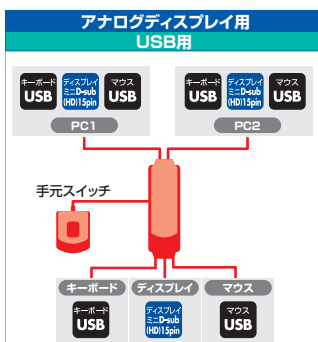 アナログディスプレイ用
USB用
キーボード
USB
ディスプレイ
ミニD-sub
(HD)15pin
マウス
USB
キーボード
USB
ディスプレイ
ミニD-sub
(HD)15pin
マウス
USB
PC1
PC2
手元スイッチ
キーボード
ディスプレイ
マウス
キーボード
USB
ディスプレイ
ミニD-sub
(HD)15pin
マウス
USB